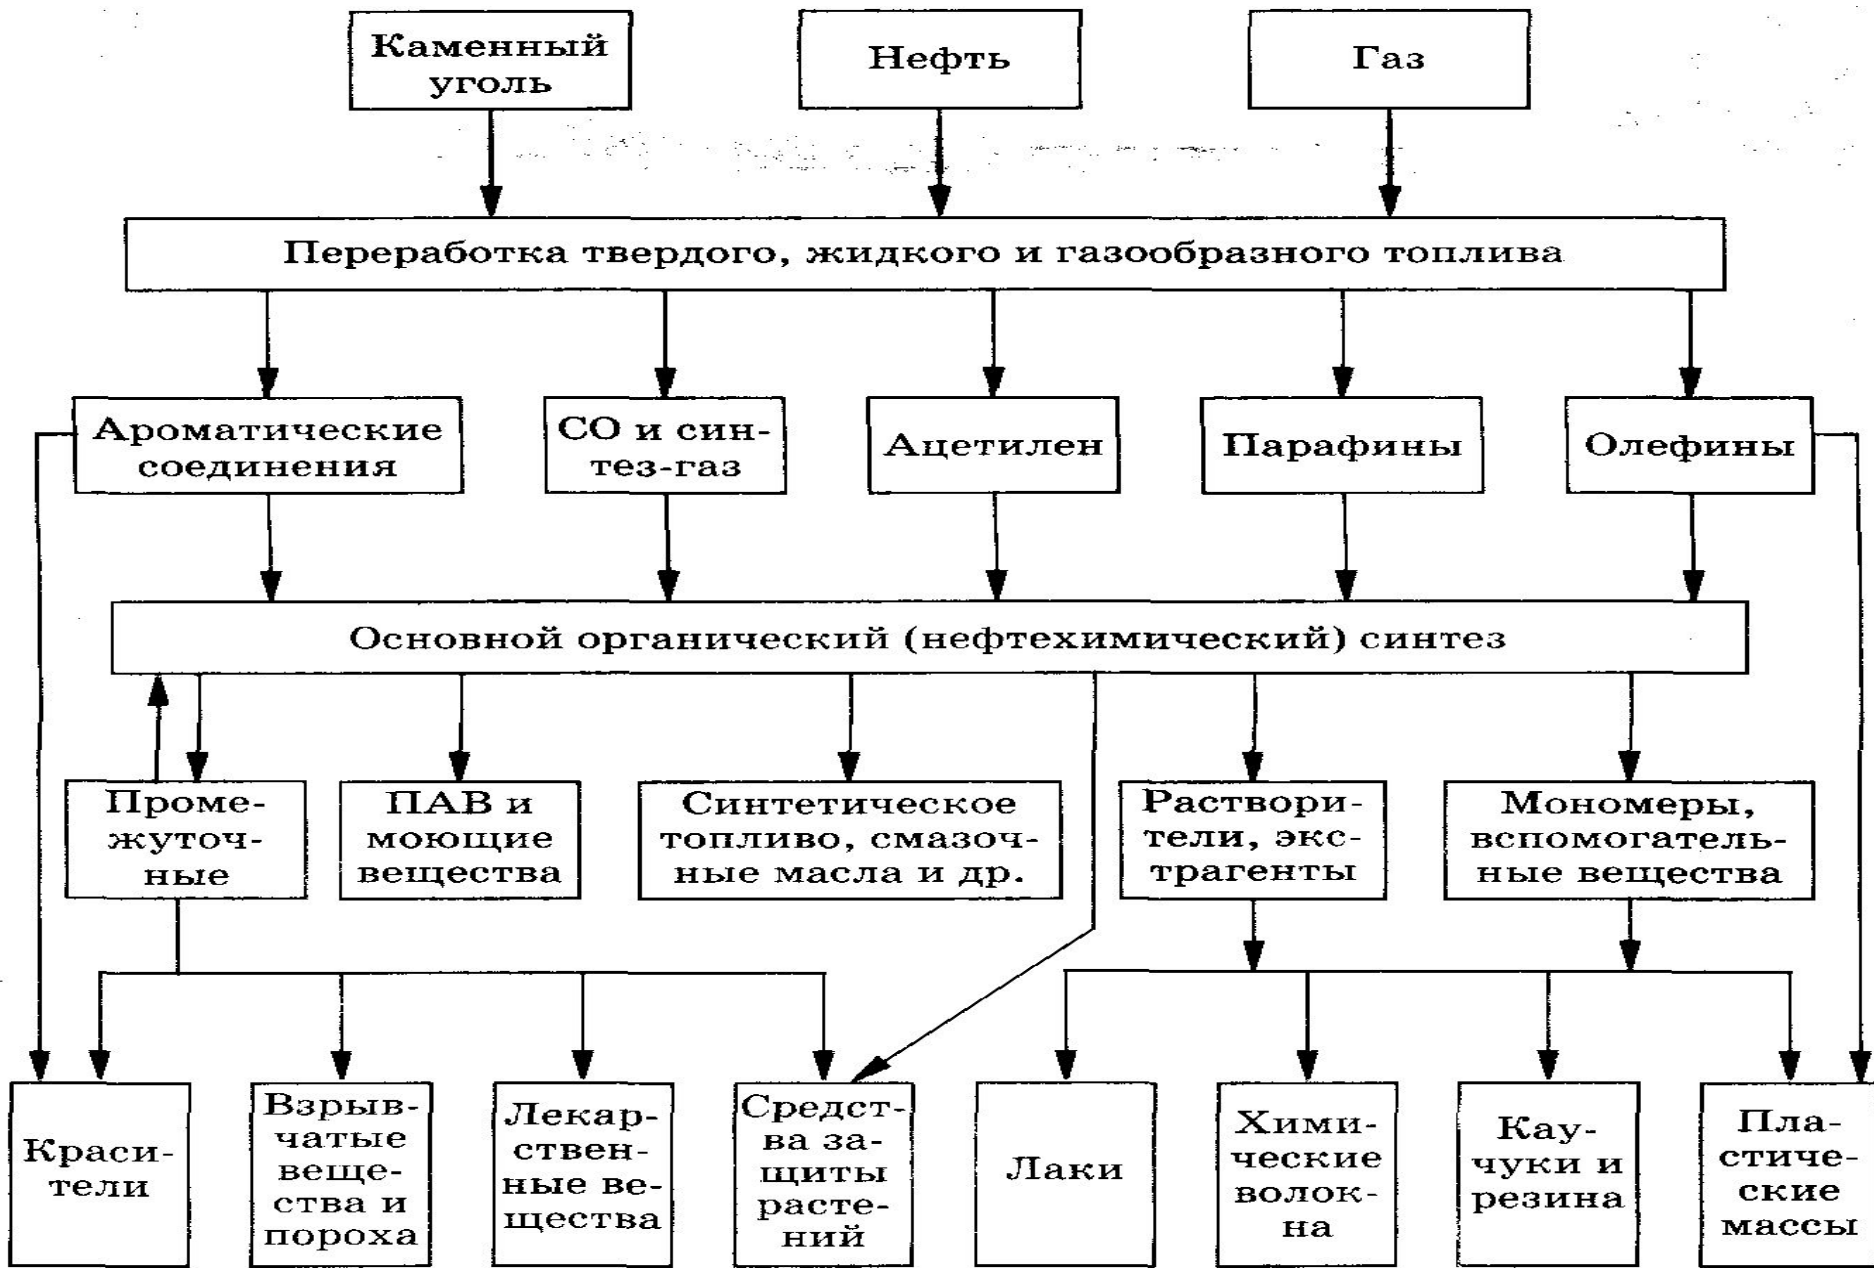 Каменный
уголь
Нефть
Газ
Переработка твердого, жидкого и газообразного топлива
Ароматические
соединения
СО и син-
тез-газ
Ацетилен
Парафины
Олефины
Основной органический (нефтехимический) синтез
Проме-
жуточ-
ные
ПАВ и
моющие
вещества
Синтетическое
топливо, смазоч-
ные масла и др.
Раствори-
тели, экс-
трагенты
Мономеры,
вспомогатель-
ные вещества
Краси-
тели
Взрыв-
чатые
веще-
ства и
пороха
Лекар-
ствен-
ные ве-
щества
Средст-
ва за-
щиты
расте-
ний
Лаки
Хими-
ческие
волок-
на
Кау-
чуки и
резина
Пла-
стиче-
ские
массы